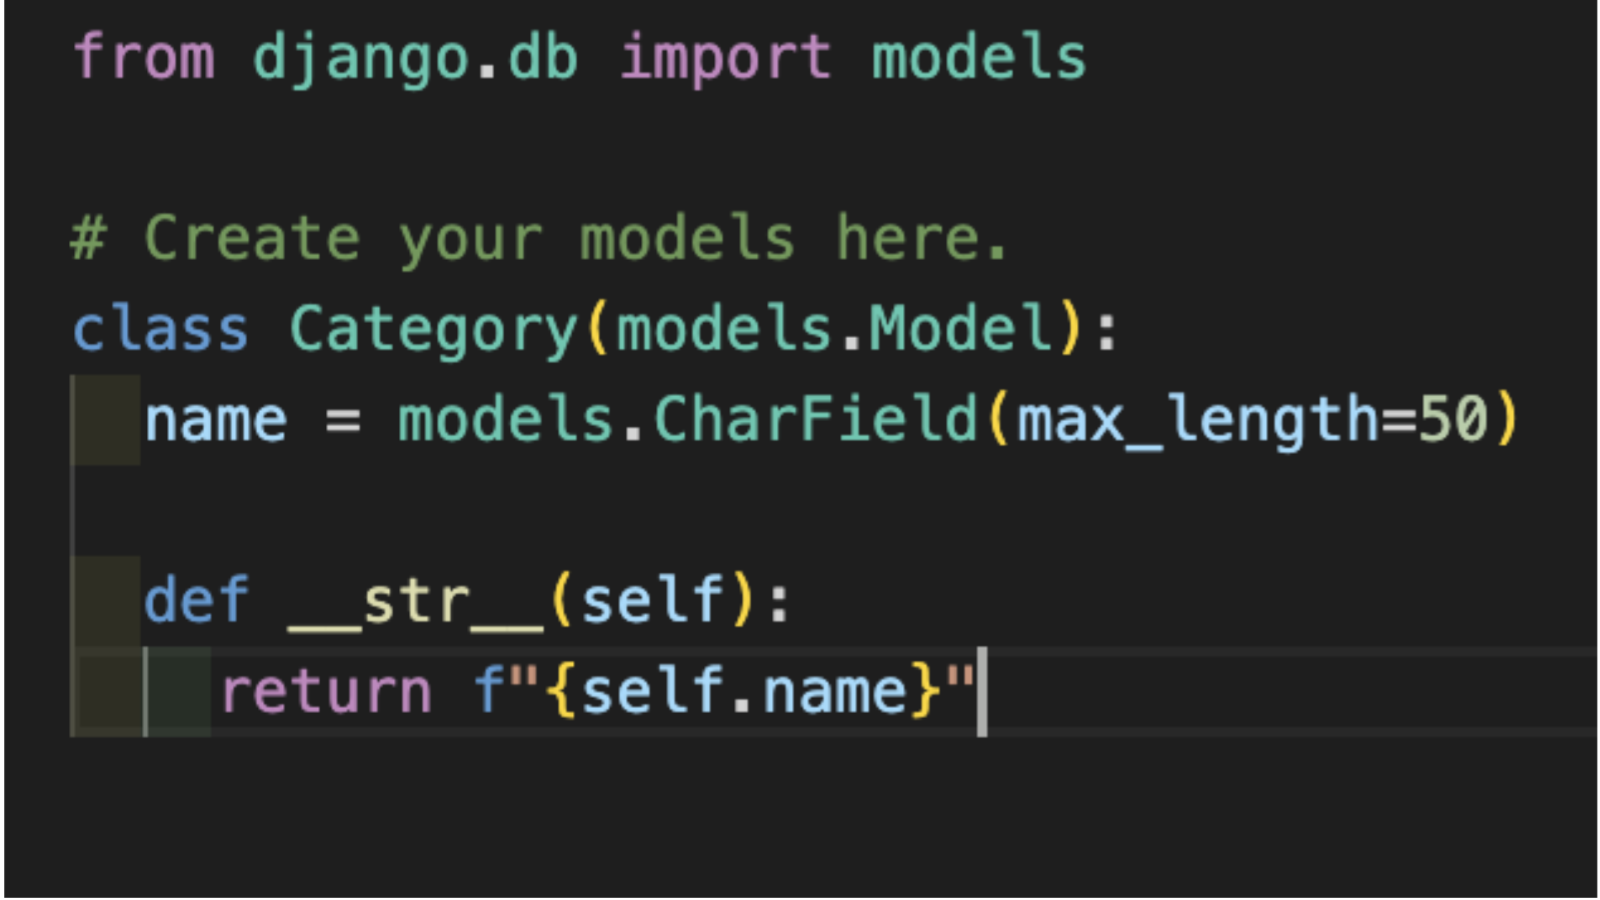 from django.db import models
# Create your models here.
class Category(models.Model):
  name = models.CharField(max_length=50)
  def __str__(self):
    return f"{self.name}"